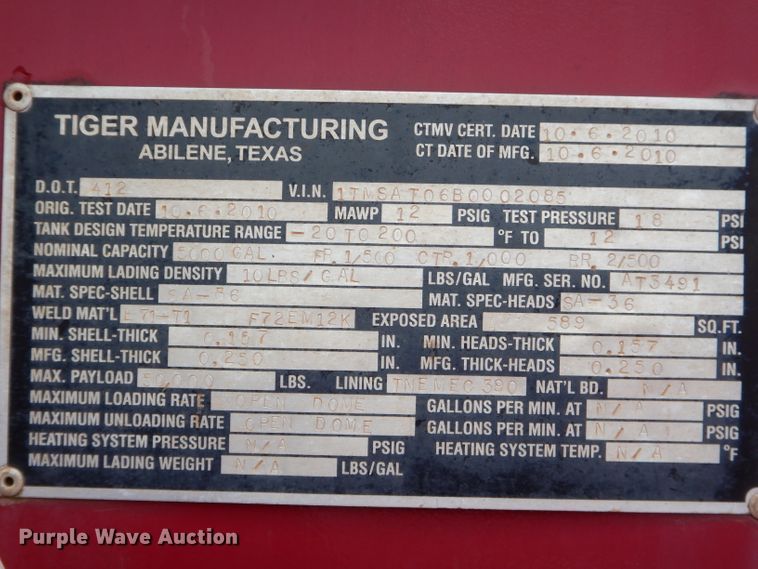 TIGER MANUFACTURING
ABILENE, TEXAS
CTMV CERT. DATE 10.6.2010
CT DATE OF MFG. 10.6.2010
D.O.T. 412 V.I.N. 1TMSAT06B0002085
ORIG. TEST DATE 10.6.2010 MAWP 12 PSIG TEST PRESSURE 18 PSI
TANK DESIGN TEMPERATURE RANGE -20 TO 200 °F TO 12 PSI
NOMINAL CAPACITY 5000 GAL. FR. 1/500 CTR. 1/000 RR. 2/500
MAXIMUM LADING DENSITY 10LBS/GAL LBS/GAL MFG. SER. NO. AT3491
MAT. SPEC-SHELL SA-36 MAT. SPEC-HEADS SA-36
WELD MAT'L E71-T1 F72EM12K EXPOSED AREA 589 SQ.FT.
MIN. SHELL-THICK 0.157 IN. MIN. HEADS-THICK 0.157 IN.
MFG. SHELL-THICK 0.250 IN. MFG. THICK-HEADS 0.250 IN.
MAX. PAYLOAD 50,000 LBS. LINING TNEMEC 390 NAT'L BD. N/A
MAXIMUM LOADING RATE OPEN DOME GALLONS PER MIN. AT N/A PSIG
MAXIMUM UNLOADING RATE OPEN DOME GALLONS PER MIN. AT N/A PSIG
HEATING SYSTEM PRESSURE N/A PSIG HEATING SYSTEM TEMP. N/A °F
MAXIMUM LADING WEIGHT N/A LBS/GAL
Purple Wave Auction